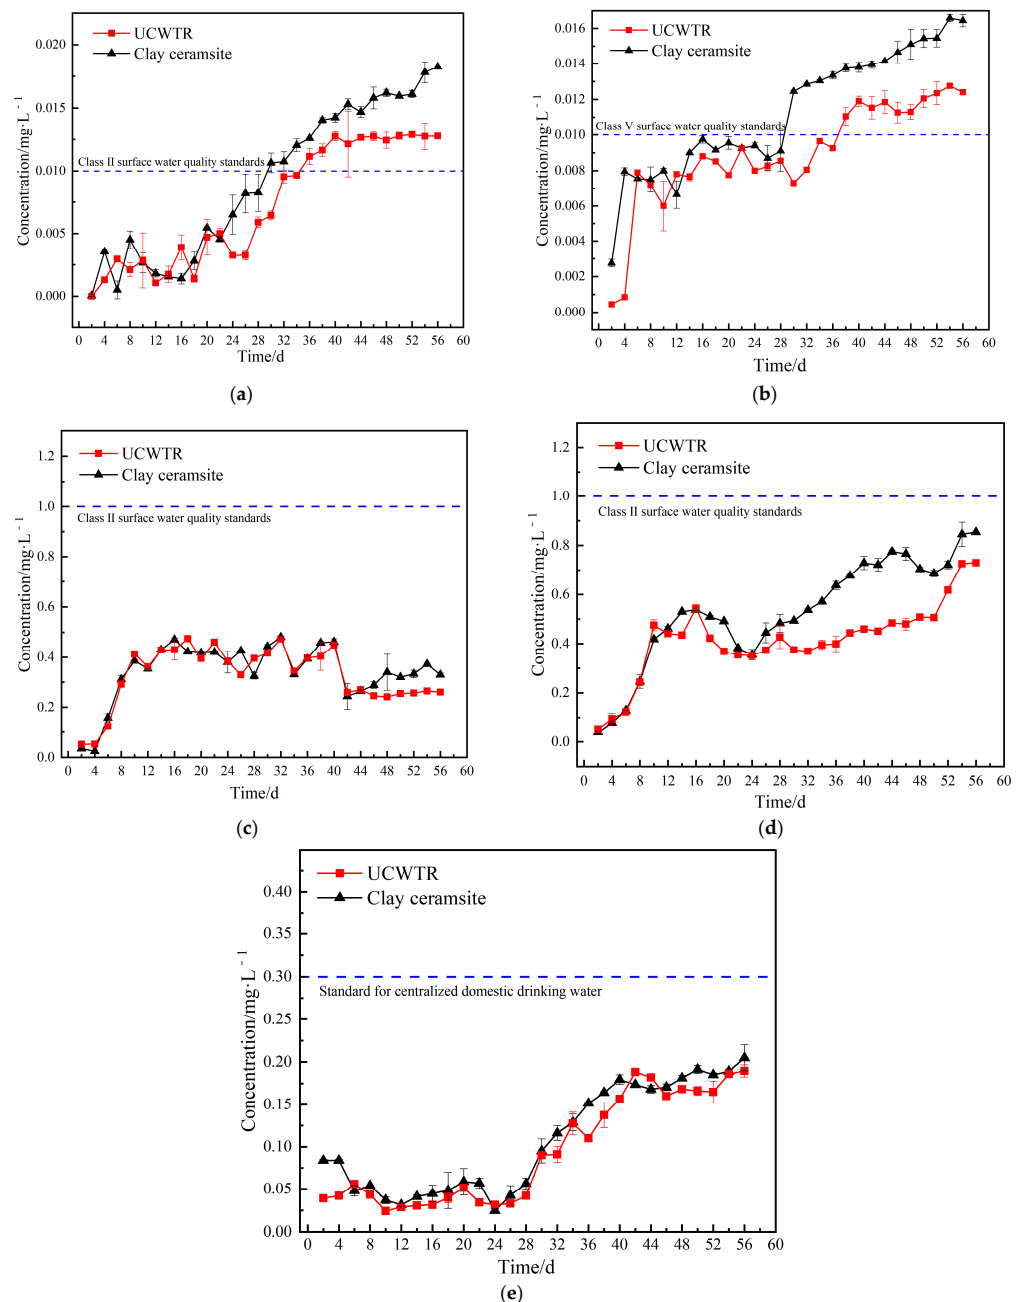 UCWTR
Clay ceramsite
0.020
0.015
0.010
0.005
0.000
Class II surface water quality standards
Concentration/mg·L⁻¹
0 4 8 12 16 20 24 28 32 36 40 44 48 52 56 60
Time/d
(a)
UCWTR
Clay ceramsite
0.016
0.014
0.012
0.010
0.008
0.006
0.004
0.002
0.000
Class V surface water quality standards
Concentration/mg·L⁻¹
0 4 8 12 16 20 24 28 32 36 40 44 48 52 56 60
Time/d
(b)
UCWTR
Clay ceramsite
1.2
1.0
0.8
0.6
0.4
0.2
0.0
Class II surface water quality standards
Concentration/mg·L⁻¹
0 4 8 12 16 20 24 28 32 36 40 44 48 52 56 60
Time/d
(c)
UCWTR
Clay ceramsite
1.2
1.0
0.8
0.6
0.4
0.2
0.0
Class II surface water quality standards
Concentration/mg·L⁻¹
0 4 8 12 16 20 24 28 32 36 40 44 48 52 56 60
Time/d
(d)
UCWTR
Clay ceramsite
0.40
0.35
0.30
0.25
0.20
0.15
0.10
0.05
0.00
Standard for centralized domestic drinking water
Concentration/mg·L⁻¹
0 4 8 12 16 20 24 28 32 36 40 44 48 52 56 60
Time/d
(e)